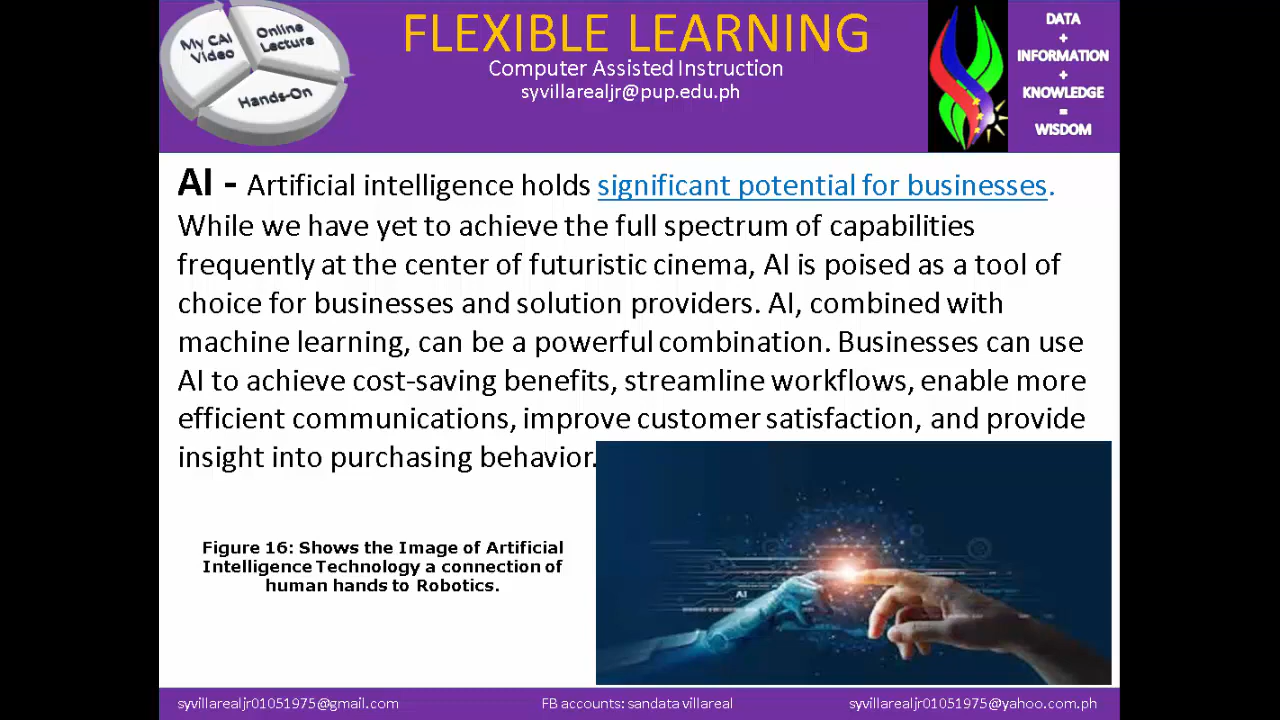 My CAI
Video
Online
Lecture
Hands-On
FLEXIBLE LEARNING
Computer Assisted Instruction
syvillarealjr@pup.edu.ph
DATA
+
INFORMATION
+
KNOWLEDGE
=
WISDOM
AI - Artificial intelligence holds significant potential for businesses.
While we have yet to achieve the full spectrum of capabilities
frequently at the center of futuristic cinema, AI is poised as a tool of
choice for businesses and solution providers. AI, combined with
machine learning, can be a powerful combination. Businesses can use
AI to achieve cost-saving benefits, streamline workflows, enable more
efficient communications, improve customer satisfaction, and provide
insight into purchasing behavior.
Figure 16: Shows the Image of Artificial
Intelligence Technology a connection of
human hands to Robotics.
AI
syvillarealjr01051975@gmail.com
FB accounts: sandata villareal
syvillarealjr01051975@yahoo.com.ph